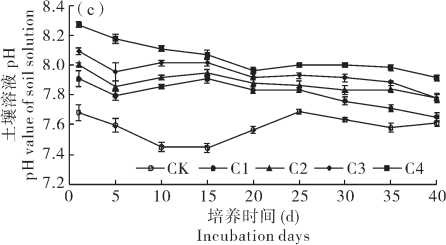 (c)
土壤溶液 pH
pH value of soil solution
8.4
8.2
8.0
7.8
7.6
7.4
7.2
CK C1 C2 C3 C4
0 5 10 15 20 25 30 35 40
培养时间 (d)
Incubation days